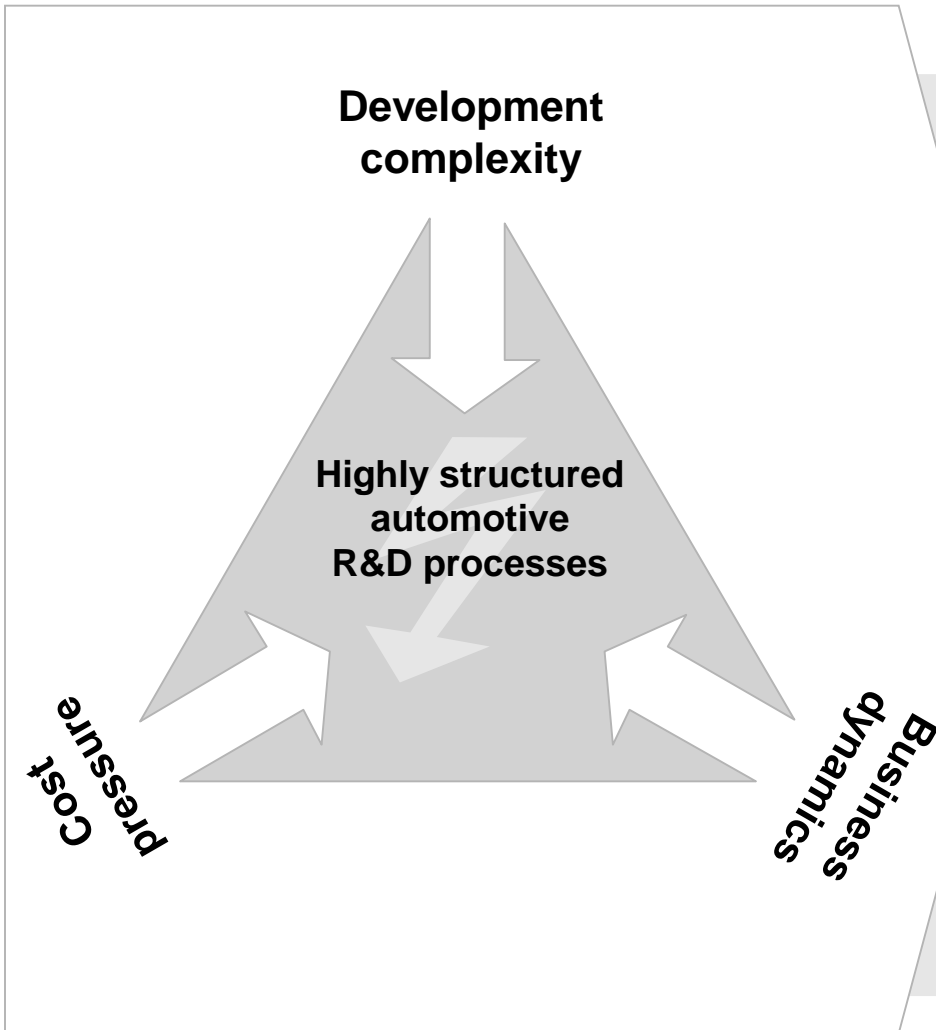 Development
complexity
Highly structured
automotive
R&D processes
Cost
pressure
Business
dynamics